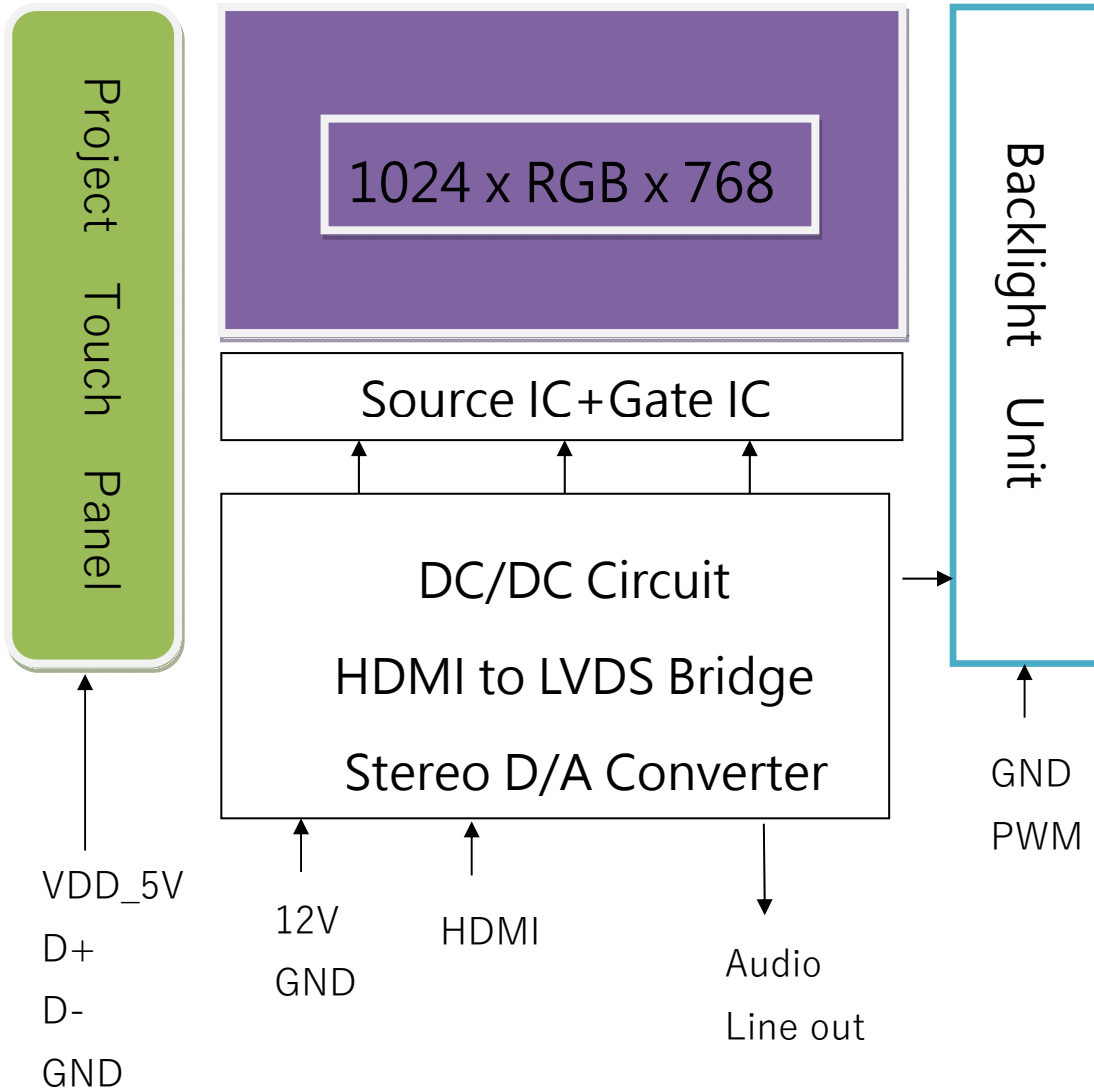 Project Touch Panel
1024 x RGB x 768
Backlight Unit
Source IC+Gate IC
DC/DC Circuit
HDMI to LVDS Bridge
Stereo D/A Converter
VDD_5V
D+
D-
GND
12V
GND
HDMI
Audio
Line out
GND
PWM